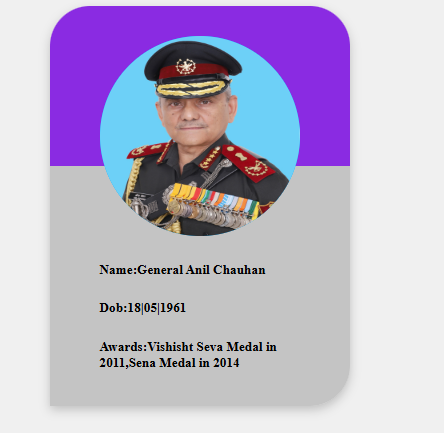 Name:General Anil Chauhan
Dob:18|05|1961
Awards:Vishisht Seva Medal in
2011,Sena Medal in 2014